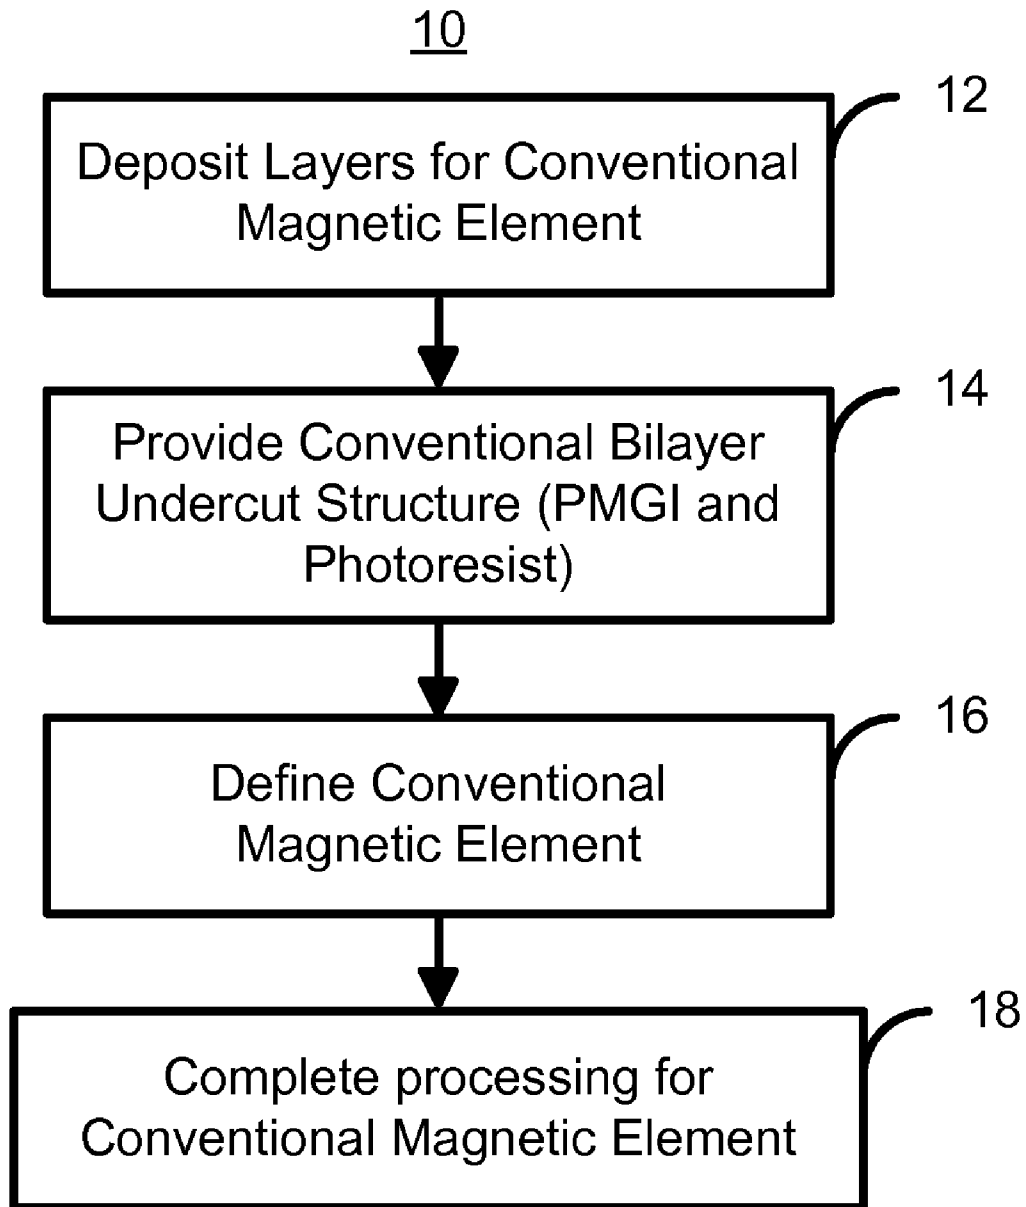 10
12
Deposit Layers for Conventional
Magnetic Element
14
Provide Conventional Bilayer
Undercut Structure (PMGI and
Photoresist)
16
Define Conventional
Magnetic Element
18
Complete processing for
Conventional Magnetic Element